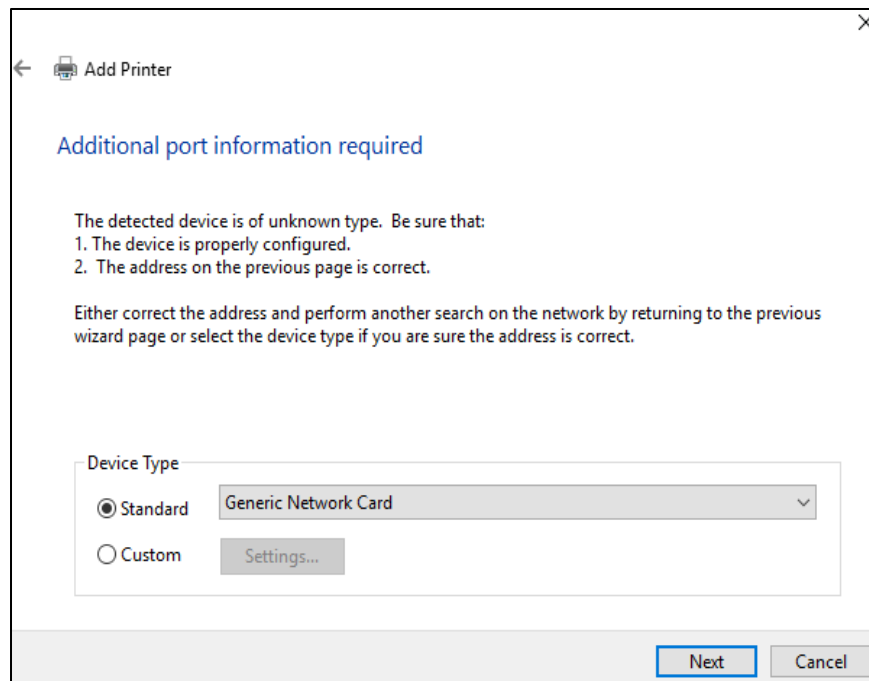 Add Printer
Additional port information required
The detected device is of unknown type.  Be sure that:
1. The device is properly configured.
2.  The address on the previous page is correct.
Either correct the address and perform another search on the network by returning to the previous
wizard page or select the device type if you are sure the address is correct.
Device Type
Standard
Generic Network Card
Custom
Settings...
Next
Cancel